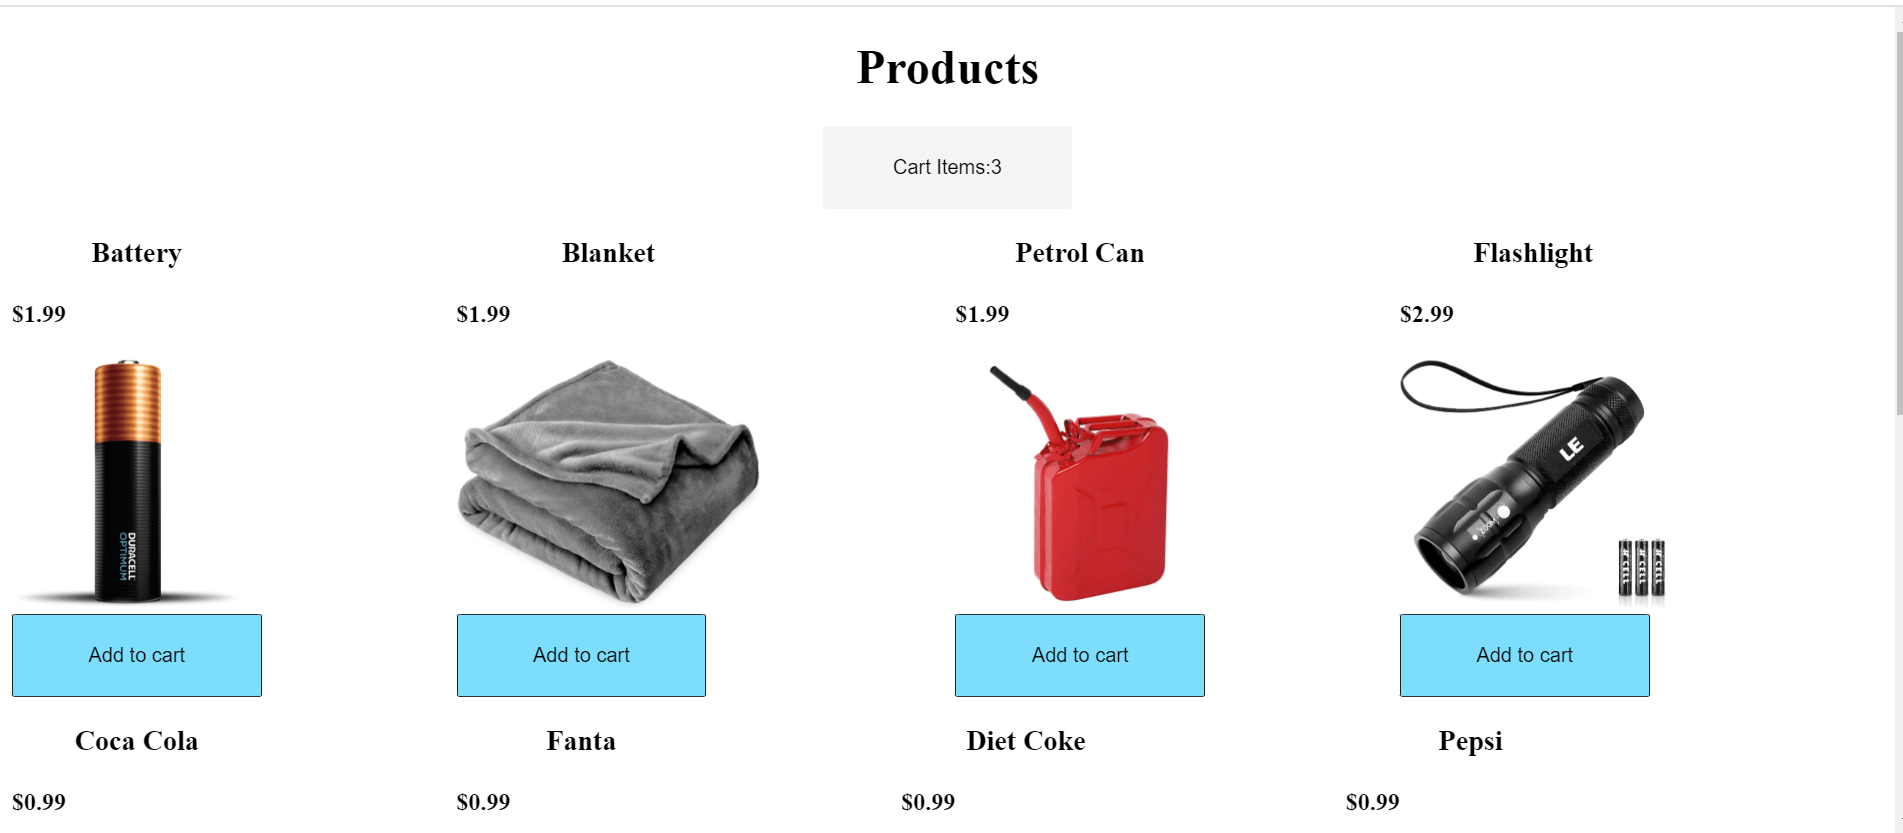 Products
Cart Items:3
Battery
Blanket
Petrol Can
Flashlight
$1.99
$1.99
$1.99
$2.99
DURACELL
OPTIMUM
LE
ZOOM
Add to cart
Add to cart
Add to cart
Add to cart
Coca Cola
Fanta
Diet Coke
Pepsi
$0.99
$0.99
$0.99
$0.99